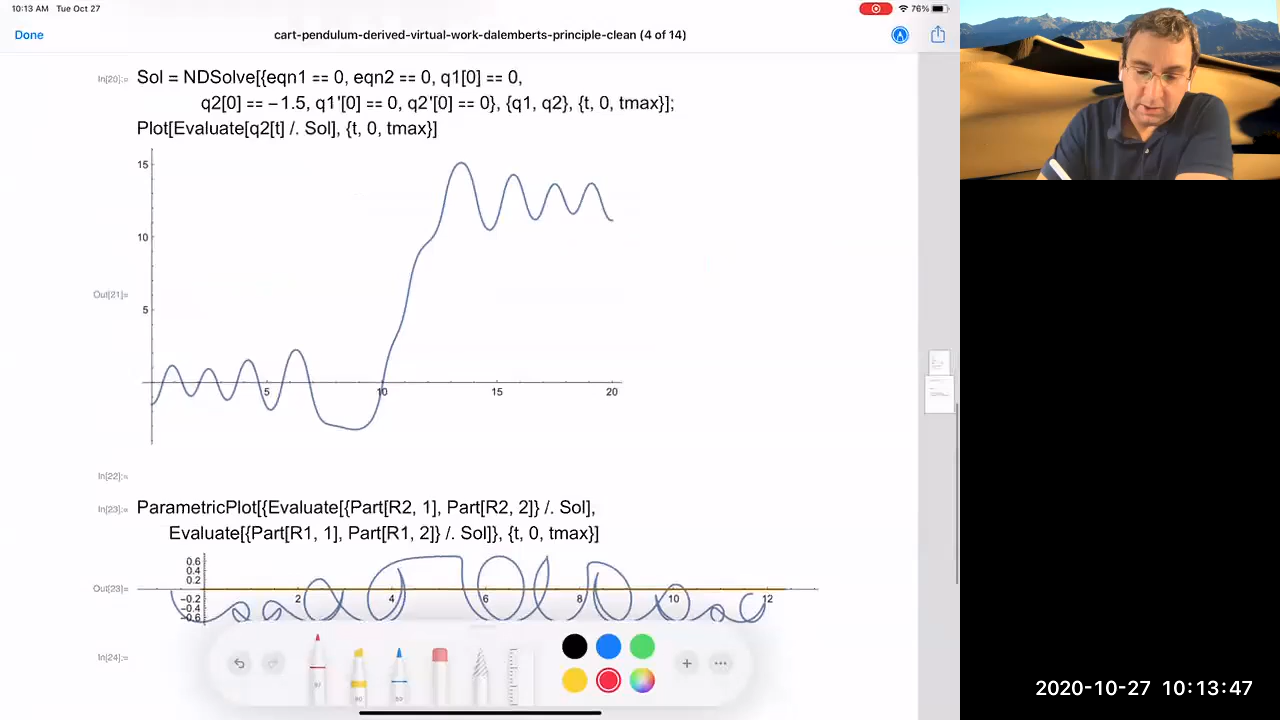 10:13 AM Tue Oct 27
76%
Done
cart-pendulum-derived-virtual-work-dalemberts-principle-clean (4 of 14)
In[20]:=
Sol = NDSolve[{eqn1 == 0, eqn2 == 0, q1[0] == 0,
q2[0] == −1.5, q1'[0] == 0, q2'[0] == 0}, {q1, q2}, {t, 0, tmax}];
Plot[Evaluate[q2[t] /. Sol], {t, 0, tmax}]
15
10
Out[21]=
5
5 10 15 20
In[22]:=
In[23]:=
ParametricPlot[{Evaluate[{Part[R2, 1], Part[R2, 2]} /. Sol],
Evaluate[{Part[R1, 1], Part[R1, 2]} /. Sol]}, {t, 0, tmax}]
0.6
0.4
0.2
Out[23]=
2 4 6 8 10 12
−0.2
−0.4
−0.6
In[24]:=
97 80 50
2020-10-27 10:13:47